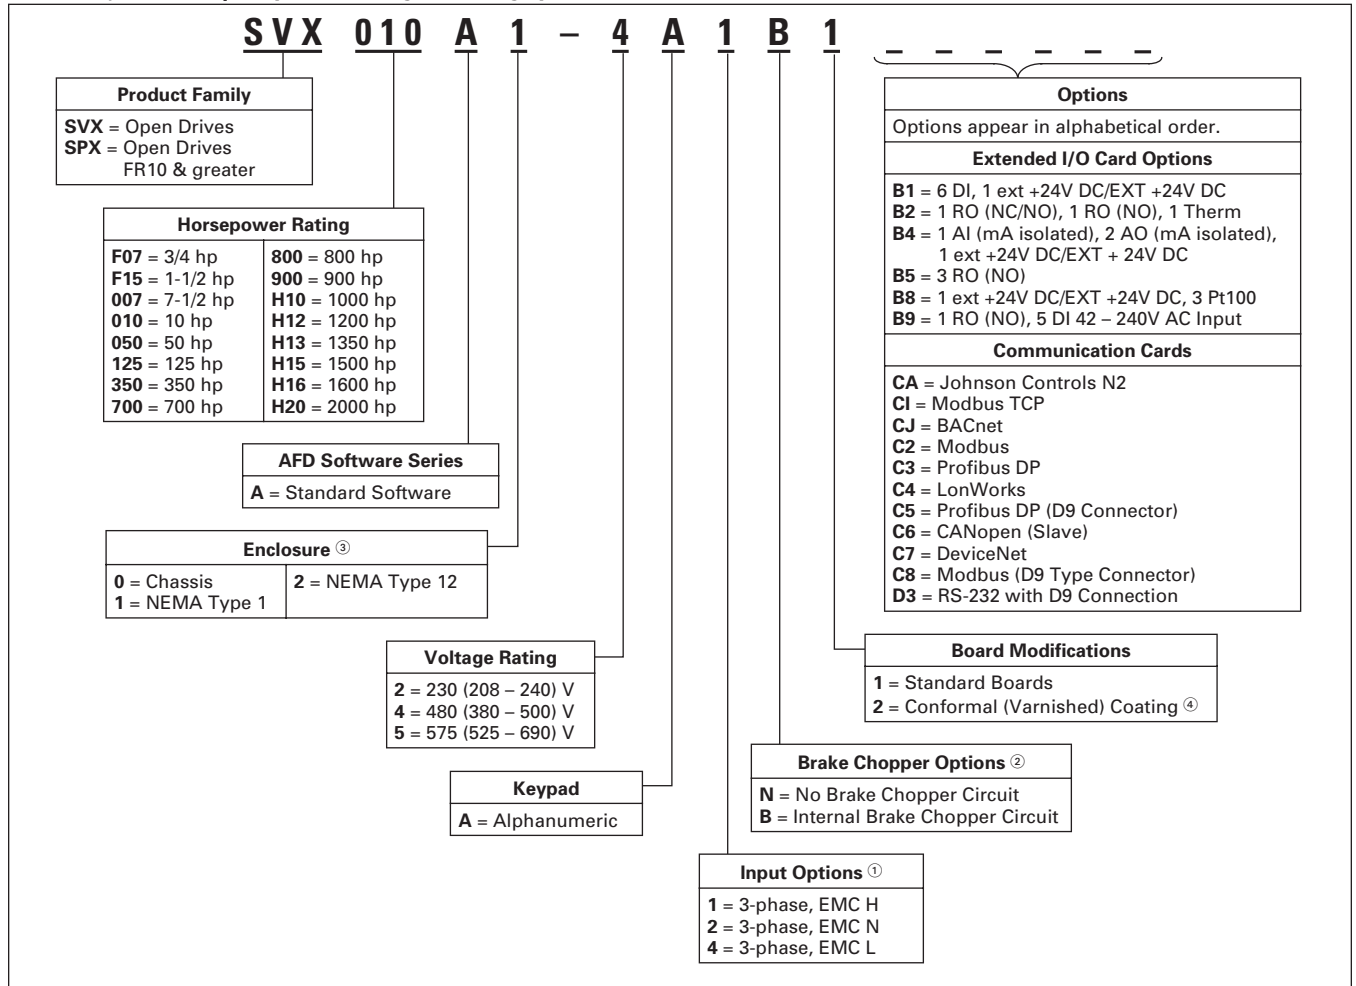 SVX 010 A 1 – 4 A 1 B 1 _ _ _ _ _ _
Product Family
SVX = Open Drives
SPX = Open Drives
FR10 & greater
Horsepower Rating
F07 = 3/4 hp
F15 = 1-1/2 hp
007 = 7-1/2 hp
010 = 10 hp
050 = 50 hp
125 = 125 hp
350 = 350 hp
700 = 700 hp
800 = 800 hp
900 = 900 hp
H10 = 1000 hp
H12 = 1200 hp
H13 = 1350 hp
H15 = 1500 hp
H16 = 1600 hp
H20 = 2000 hp
AFD Software Series
A = Standard Software
Enclosure ③
0 = Chassis
1 = NEMA Type 1
2 = NEMA Type 12
Voltage Rating
2 = 230 (208 – 240) V
4 = 480 (380 – 500) V
5 = 575 (525 – 690) V
Keypad
A = Alphanumeric
Input Options ①
1 = 3-phase, EMC H
2 = 3-phase, EMC N
4 = 3-phase, EMC L
Brake Chopper Options ②
N = No Brake Chopper Circuit
B = Internal Brake Chopper Circuit
Board Modifications
1 = Standard Boards
2 = Conformal (Varnished) Coating ④
Options
Options appear in alphabetical order.
Extended I/O Card Options
B1 = 6 DI, 1 ext +24V DC/EXT +24V DC
B2 = 1 RO (NC/NO), 1 RO (NO), 1 Therm
B4 = 1 AI (mA isolated), 2 AO (mA isolated),
1 ext +24V DC/EXT + 24V DC
B5 = 3 RO (NO)
B8 = 1 ext +24V DC/EXT +24V DC, 3 Pt100
B9 = 1 RO (NO), 5 DI 42 – 240V AC Input
Communication Cards
CA = Johnson Controls N2
CI = Modbus TCP
CJ = BACnet
C2 = Modbus
C3 = Profibus DP
C4 = LonWorks
C5 = Profibus DP (D9 Connector)
C6 = CANopen (Slave)
C7 = DeviceNet
C8 = Modbus (D9 Type Connector)
D3 = RS-232 with D9 Connection